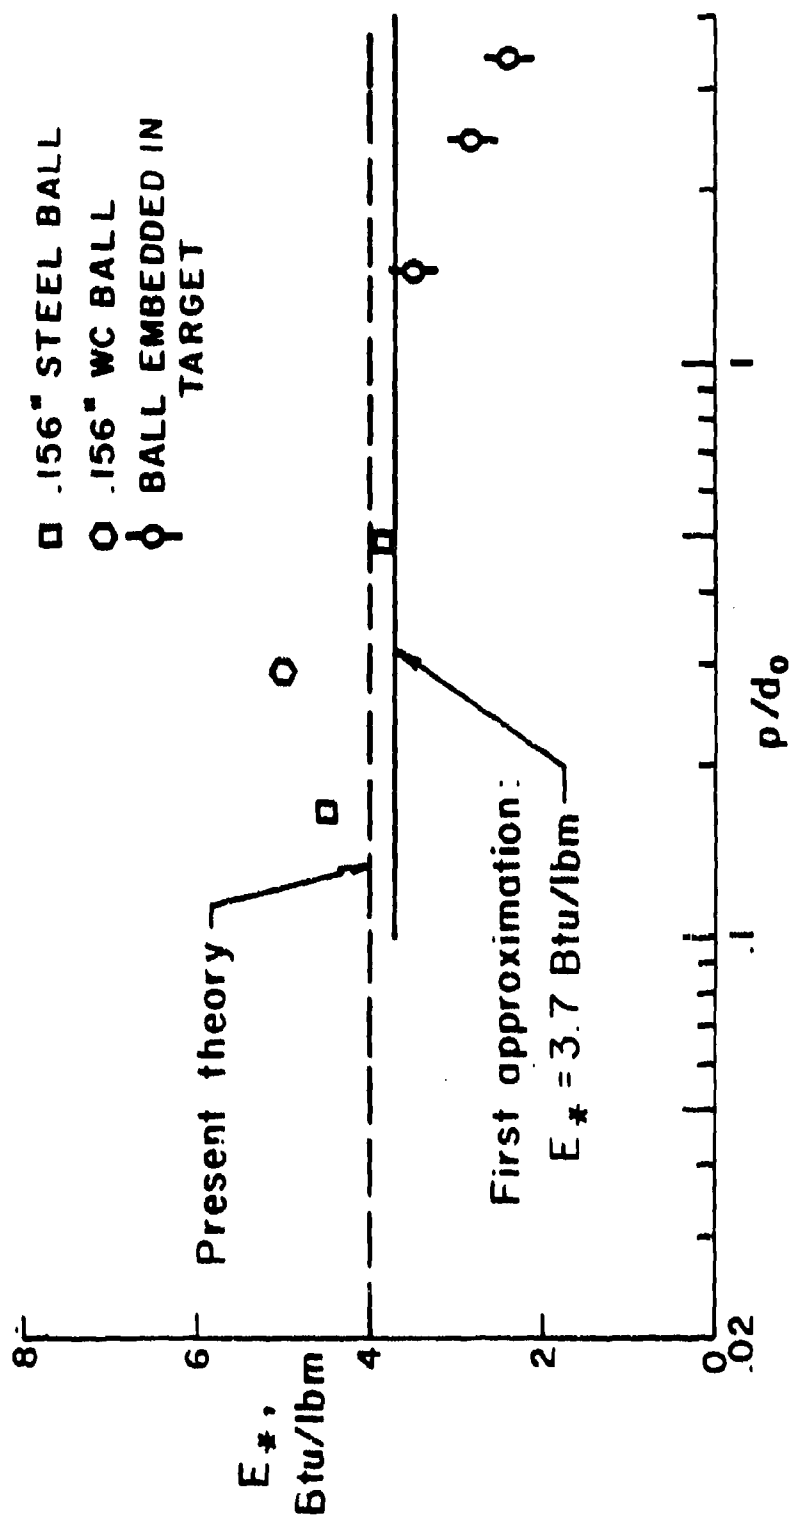 □ .156" STEEL BALL
○ .156" WC BALL
BALL EMBEDDED IN
TARGET
8
6
4
2
0
E*,
Btu/lbm
Present theory
First approximation:
E* = 3.7 Btu/lbm
.02
.1
1
p/d₀